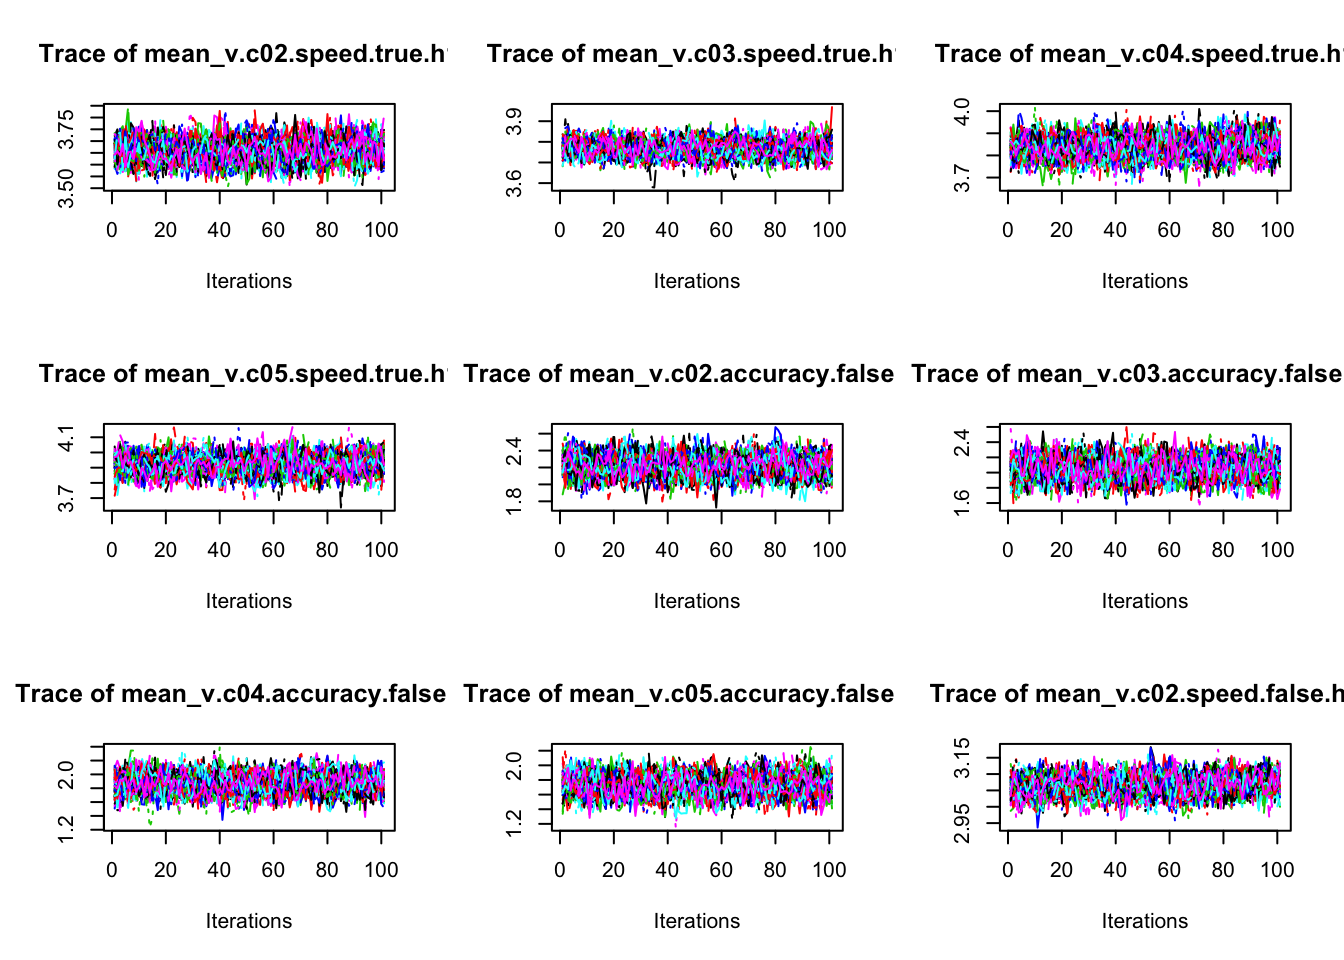 Trace of mean_v.c02.speed.true.h
Trace of mean_v.c03.speed.true.h
Trace of mean_v.c04.speed.true.h
3.50 3.75
3.6 3.9
3.7 4.0
0 20 40 60 80 100
0 20 40 60 80 100
0 20 40 60 80 100
Iterations
Iterations
Iterations
Trace of mean_v.c05.speed.true.h
Trace of mean_v.c02.accuracy.false
Trace of mean_v.c03.accuracy.false
3.7 4.1
1.8 2.4
1.6 2.4
0 20 40 60 80 100
0 20 40 60 80 100
0 20 40 60 80 100
Iterations
Iterations
Iterations
Trace of mean_v.c04.accuracy.false
Trace of mean_v.c05.accuracy.false
Trace of mean_v.c02.speed.false.h
1.2 2.0
1.2 2.0
2.95 3.15
0 20 40 60 80 100
0 20 40 60 80 100
0 20 40 60 80 100
Iterations
Iterations
Iterations